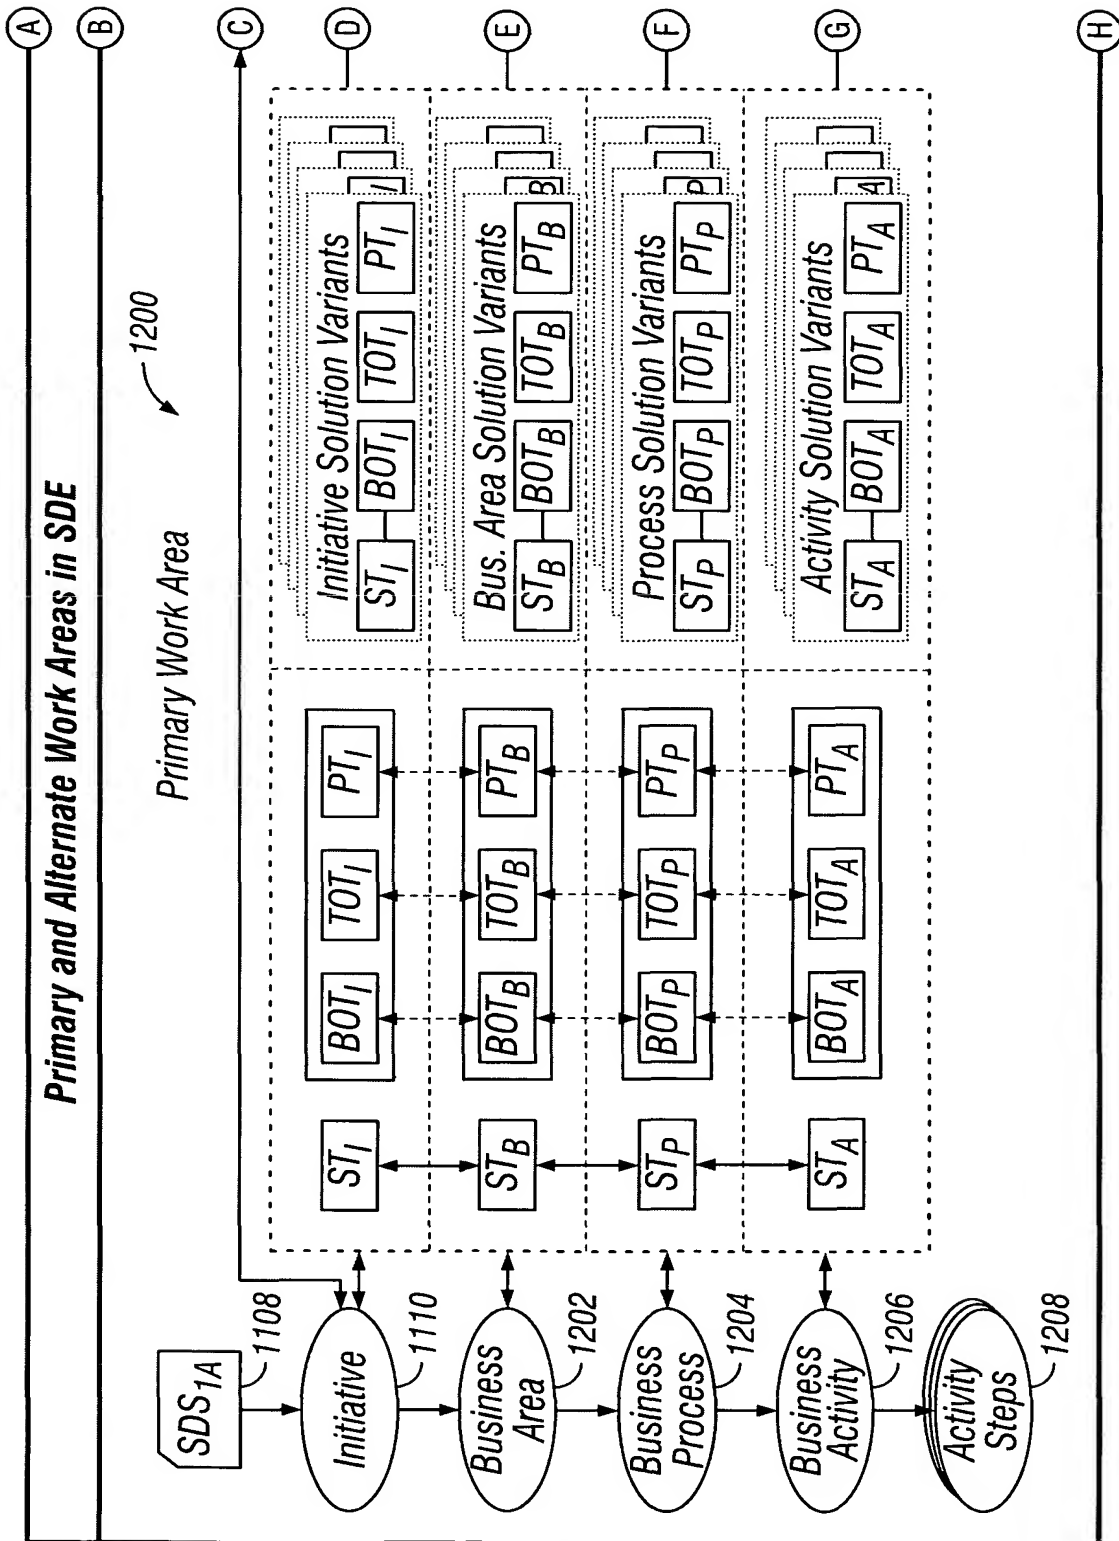 Primary and Alternate Work Areas in SDE
A
B
Primary Work Area
1200
C
SDS1A
1108
Initiative
1110
STI
BOTI
TOTI
PTI
Initiative Solution Variants
STI
BOTI
TOTI
PTI
I
D
Business
Area
1202
STB
BOTB
TOTB
PTB
Bus. Area Solution Variants
STB
BOTB
TOTB
PTB
B
E
Business
Process
1204
STP
BOTP
TOTP
PTP
Process Solution Variants
STP
BOTP
TOTP
PTP
P
F
Business
Activity
1206
STA
BOTA
TOTA
PTA
Activity Solution Variants
STA
BOTA
TOTA
PTA
A
G
Activity
Steps
1208
H